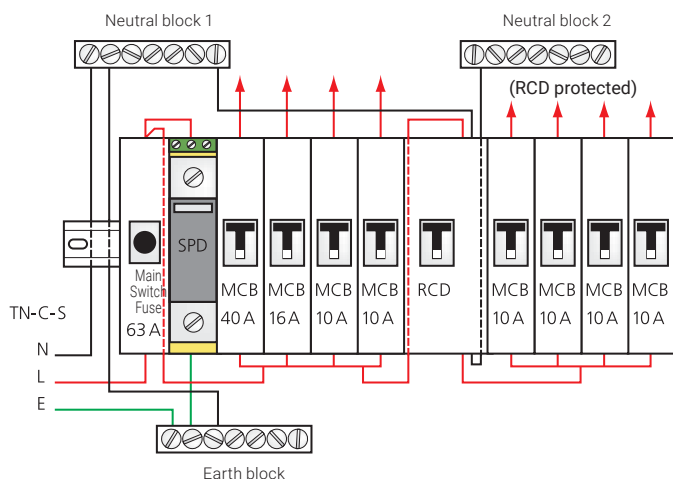 Neutral block 1
Neutral block 2
(RCD protected)
SPD
Main
Switch
Fuse
63 A
MCB
40 A
MCB
16 A
MCB
10 A
MCB
10 A
RCD
MCB
10 A
MCB
10 A
MCB
10 A
MCB
10 A
TN-C-S
N
L
E
Earth block